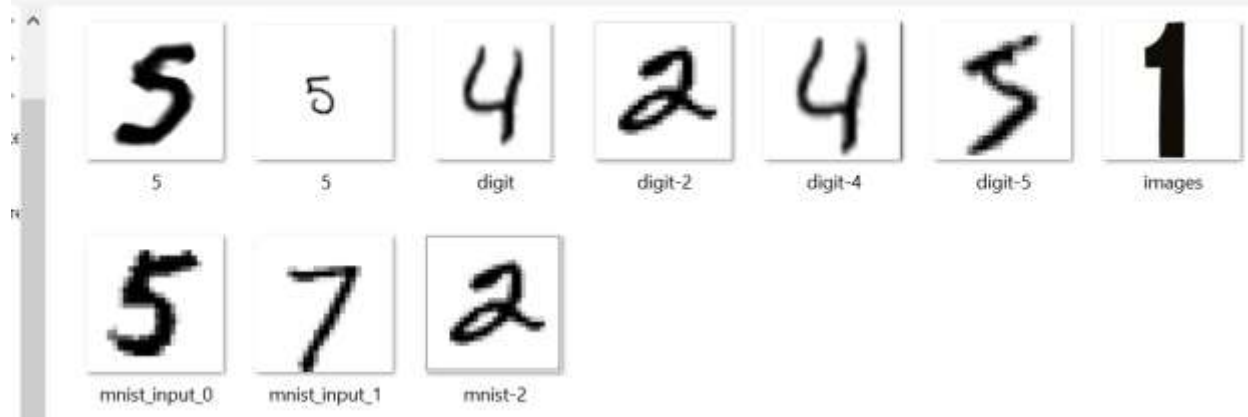 5 5 4 2 4 5 1
5 5 digit digit-2 digit-4 digit-5 images
5 7 2
mnist_input_0 mnist_input_1 mnist-2